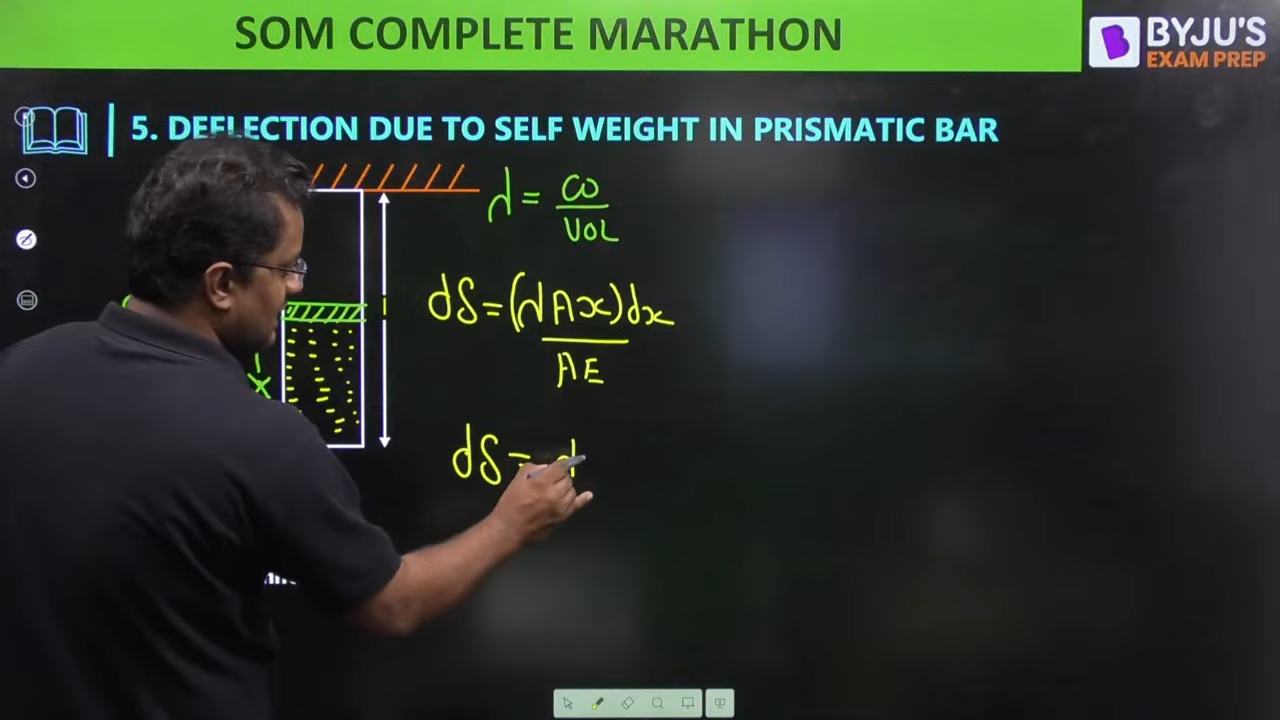 SOM COMPLETE MARATHON
BYJU'S
EXAM PREP
5. DEFLECTION DUE TO SELF WEIGHT IN PRISMATIC BAR
= ω
VOL
dδ = ( A x) dx
AE
x
dδ =